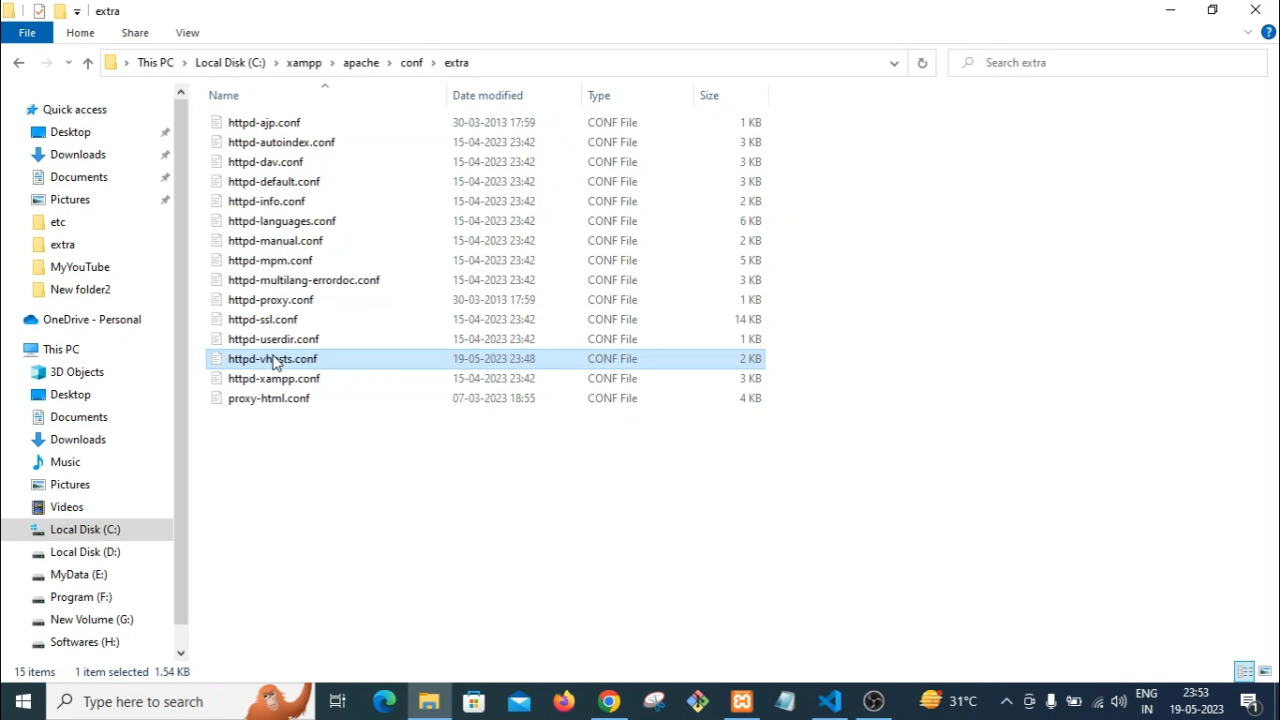 extra
File Home Share View
This PC Local Disk (C:) xampp apache conf extra Search extra
Name Date modified Type Size
Quick access
Desktop
Downloads
Documents
Pictures
etc
extra
MyYouTube
New folder2
OneDrive - Personal
This PC
3D Objects
Desktop
Documents
Downloads
Music
Pictures
Videos
Local Disk (C:)
Local Disk (D:)
MyData (E:)
Program (F:)
New Volume (G:)
Softwares (H:)
httpd-ajp.conf 30-03-2013 17:59 CONF File 1 KB
httpd-autoindex.conf 15-04-2023 23:42 CONF File 3 KB
httpd-dav.conf 15-04-2023 23:42 CONF File 3 KB
httpd-default.conf 15-04-2023 23:42 CONF File 3 KB
httpd-info.conf 15-04-2023 23:42 CONF File 2 KB
httpd-languages.conf 15-04-2023 23:42 CONF File 6 KB
httpd-manual.conf 15-04-2023 23:42 CONF File 2 KB
httpd-mpm.conf 15-04-2023 23:42 CONF File 5 KB
httpd-multilang-errordoc.conf 15-04-2023 23:42 CONF File 3 KB
httpd-proxy.conf 30-03-2013 17:59 CONF File 1 KB
httpd-ssl.conf 15-04-2023 23:42 CONF File 14 KB
httpd-userdir.conf 15-04-2023 23:42 CONF File 1 KB
httpd-vhosts.conf 19-05-2023 23:48 CONF File 2 KB
httpd-xampp.conf 15-04-2023 23:42 CONF File 3 KB
proxy-html.conf 07-03-2023 18:55 CONF File 4 KB
15 items 1 item selected 1.54 KB
Type here to search 31°C ENG 23:53
IN 19-05-2023 1